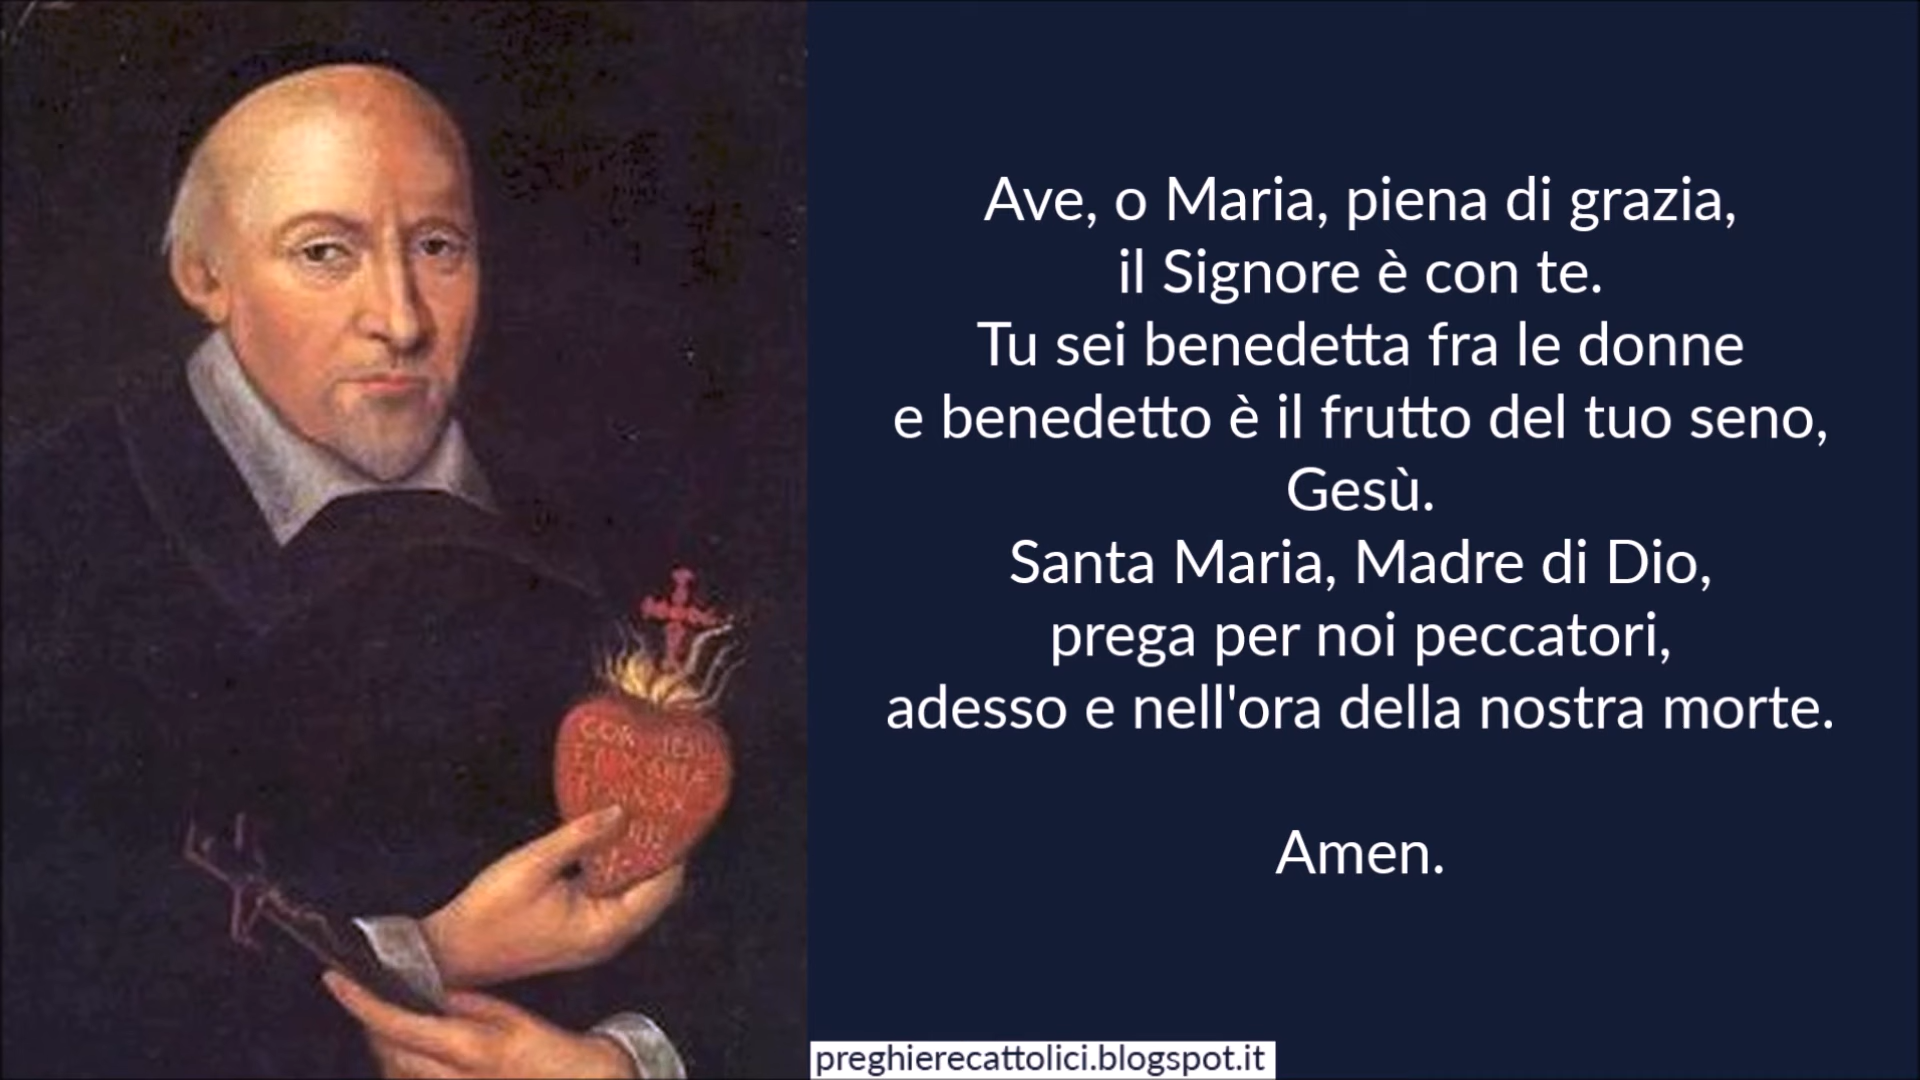 Ave, o Maria, piena di grazia,
il Signore è con te.
Tu sei benedetta fra le donne
e benedetto è il frutto del tuo seno,
Gesù.
Santa Maria, Madre di Dio,
prega per noi peccatori,
adesso e nell'ora della nostra morte.
Amen.
COR JESU
preghierecattolici.blogspot.it